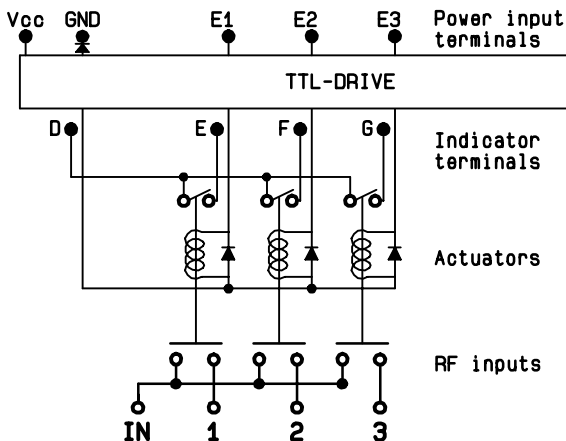 Vcc GND E1 E2 E3 Power input
terminals
TTL-DRIVE
D E F G Indicator
terminals
Actuators
RF inputs
IN 1 2 3